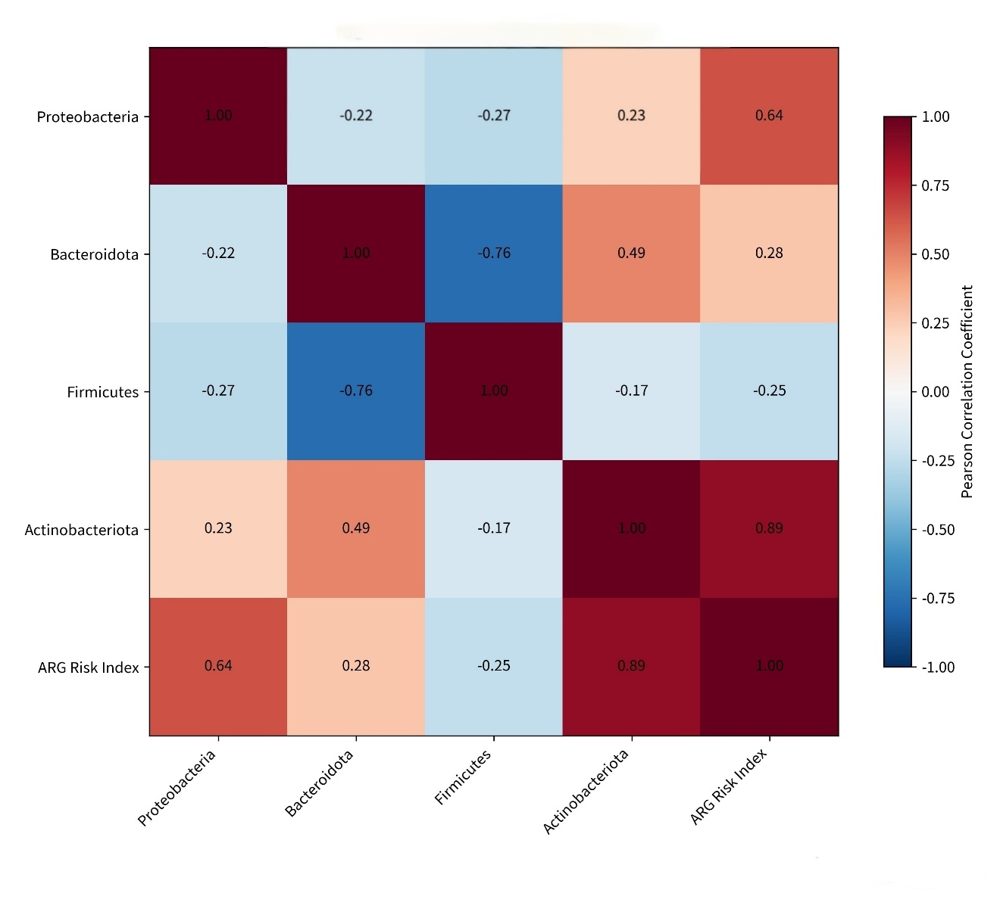 Proteobacteria 1.00 -0.22 -0.27 0.23 0.64
Bacteroidota -0.22 1.00 -0.76 0.49 0.28
Firmicutes -0.27 -0.76 1.00 -0.17 -0.25
Actinobacteriota 0.23 0.49 -0.17 1.00 0.89
ARG Risk Index 0.64 0.28 -0.25 0.89 1.00
Proteobacteria
Bacteroidota
Firmicutes
Actinobacteriota
ARG Risk Index
1.00
0.75
0.50
0.25
0.00
-0.25
-0.50
-0.75
-1.00
Pearson Correlation Coefficient